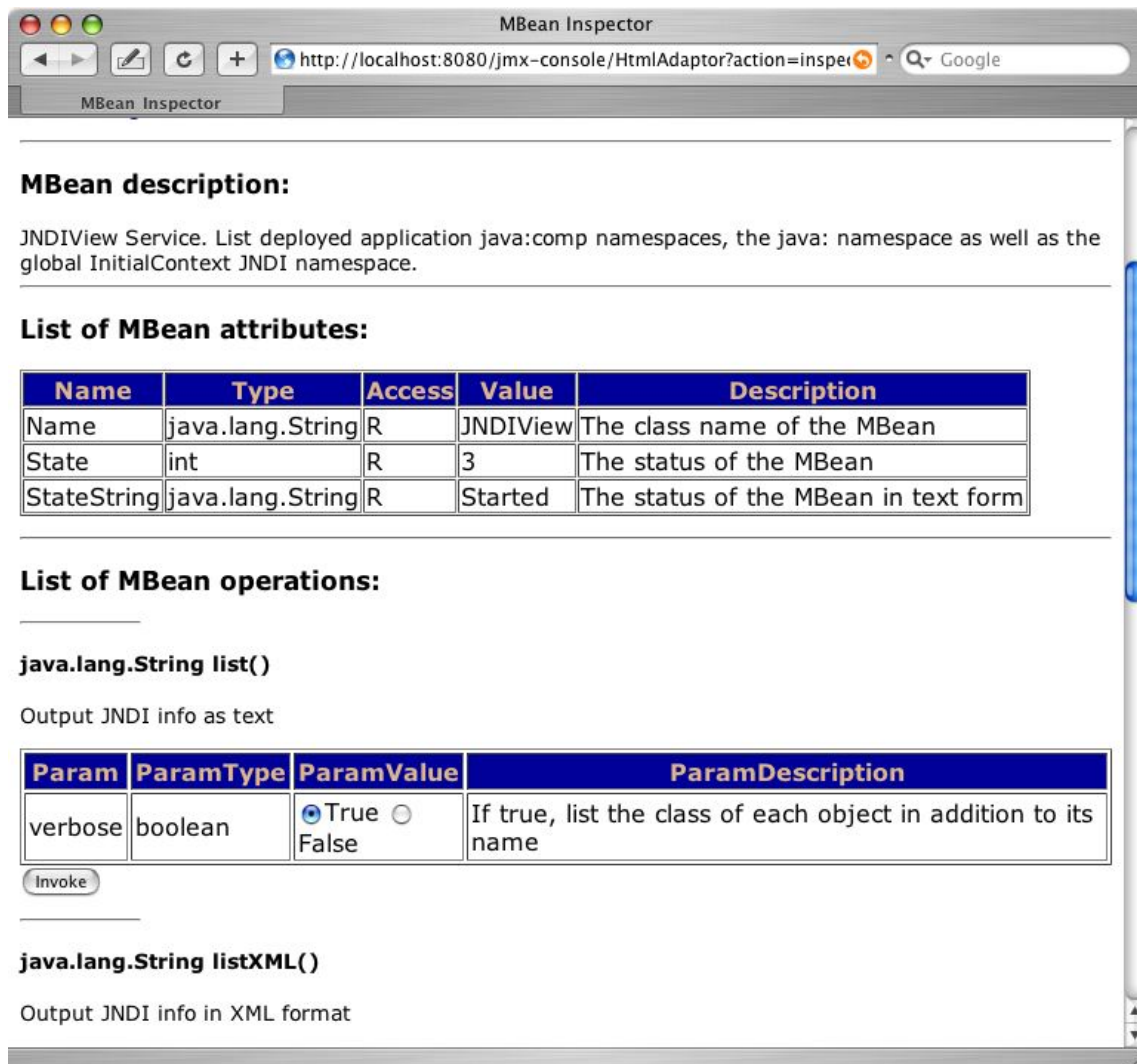 MBean Inspector
http://localhost:8080/jmx-console/HtmlAdaptor?action=inspe
Google
MBean Inspector
MBean description:
JNDIView Service. List deployed application java:comp namespaces, the java: namespace as well as the
global InitialContext JNDI namespace.
List of MBean attributes:
Name Type Access Value Description
Name java.lang.String R JNDIView The class name of the MBean
State int R 3 The status of the MBean
StateString java.lang.String R Started The status of the MBean in text form
List of MBean operations:
java.lang.String list()
Output JNDI info as text
Param ParamType ParamValue ParamDescription
verbose boolean True False If true, list the class of each object in addition to its
name
Invoke
java.lang.String listXML()
Output JNDI info in XML format